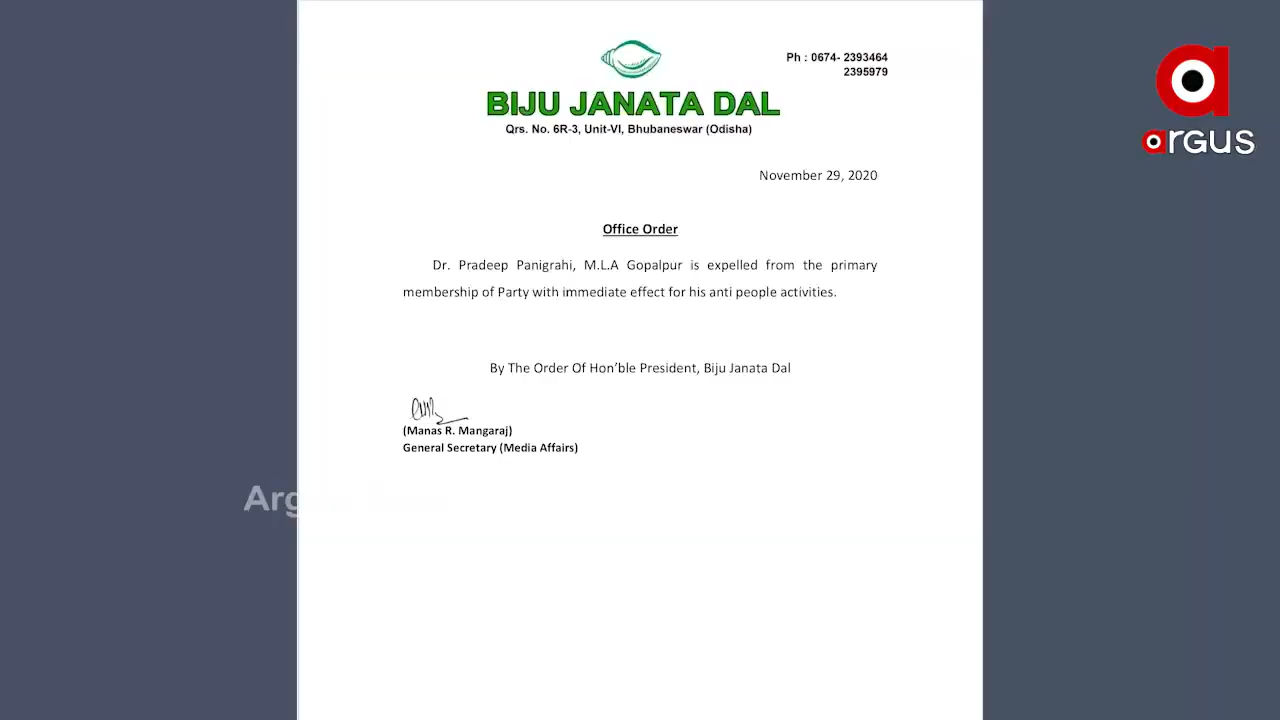 Ph : 0674- 2393464
2395979
BIJU JANATA DAL
Qrs. No. 6R-3, Unit-VI, Bhubaneswar (Odisha)
argus
November 29, 2020
Office Order
Dr. Pradeep Panigrahi, M.L.A Gopalpur is expelled from the primary
membership of Party with immediate effect for his anti people activities.
By The Order Of Hon’ble President, Biju Janata Dal
(Manas R. Mangaraj)
General Secretary (Media Affairs)